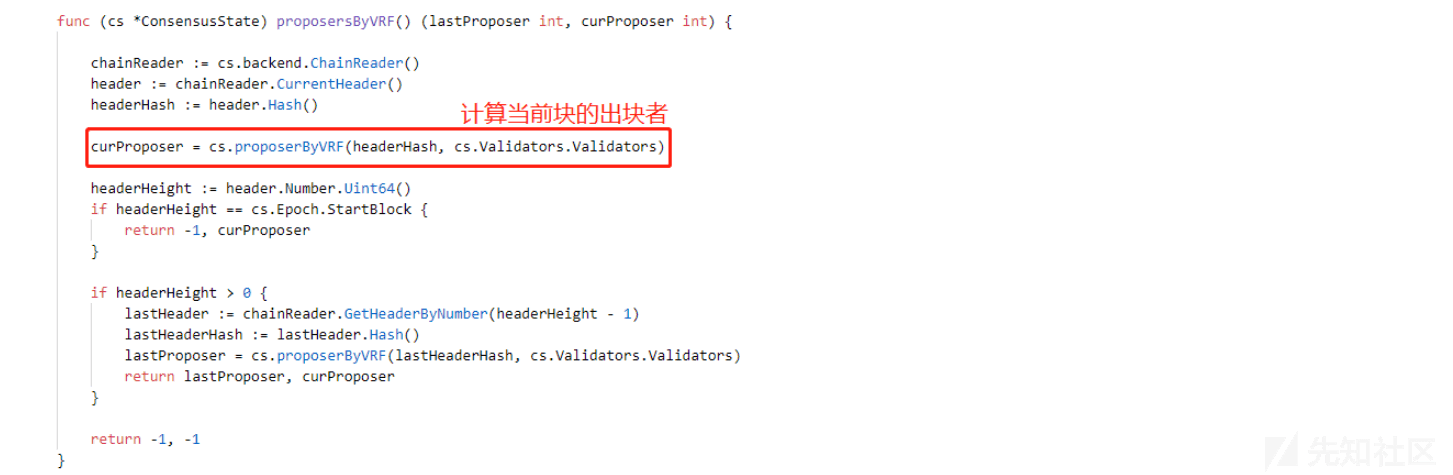 func (cs *ConsensusState) proposersByVRF() (lastProposer int, curProposer int) {
chainReader := cs.backend.ChainReader()
header := chainReader.CurrentHeader()
headerHash := header.Hash()
计算当前块的出块者
curProposer = cs.proposerByVRF(headerHash, cs.Validators.Validators)
headerHeight := header.Number.Uint64()
if headerHeight == cs.Epoch.StartBlock {
return -1, curProposer
}
if headerHeight > 0 {
lastHeader := chainReader.GetHeaderByNumber(headerHeight - 1)
lastHeaderHash := lastHeader.Hash()
lastProposer = cs.proposerByVRF(lastHeaderHash, cs.Validators.Validators)
return lastProposer, curProposer
}
return -1, -1
}
先知社区